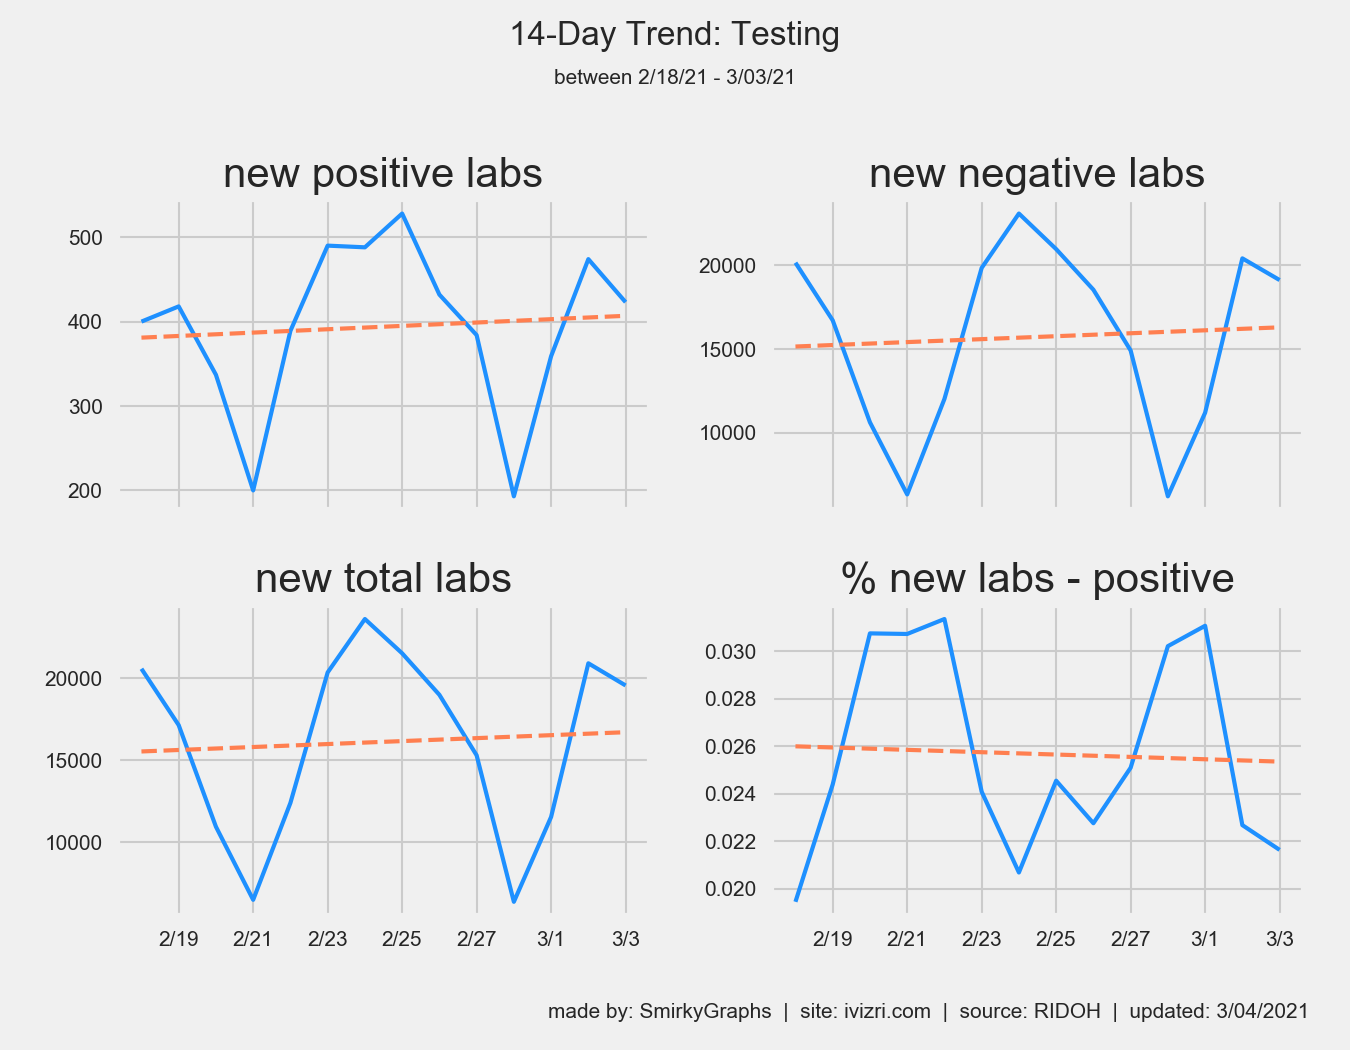 14-Day Trend: Testing
between 2/18/21 - 3/03/21
new positive labs
500
400
300
200
new negative labs
20000
15000
10000
new total labs
20000
15000
10000
2/19 2/21 2/23 2/25 2/27 3/1 3/3
% new labs - positive
0.030
0.028
0.026
0.024
0.022
0.020
2/19 2/21 2/23 2/25 2/27 3/1 3/3
made by: SmirkyGraphs | site: ivizri.com | source: RIDOH | updated: 3/04/2021